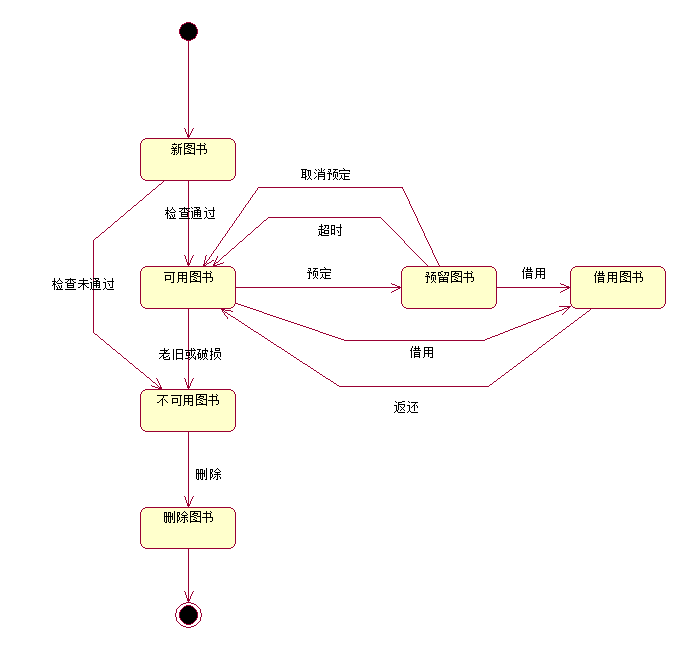 新图书
取消预定
检查通过
超时
检查未通过
可用图书
预定
预留图书
借用
借用图书
老旧或破损
借用
不可用图书
返还
删除
删除图书